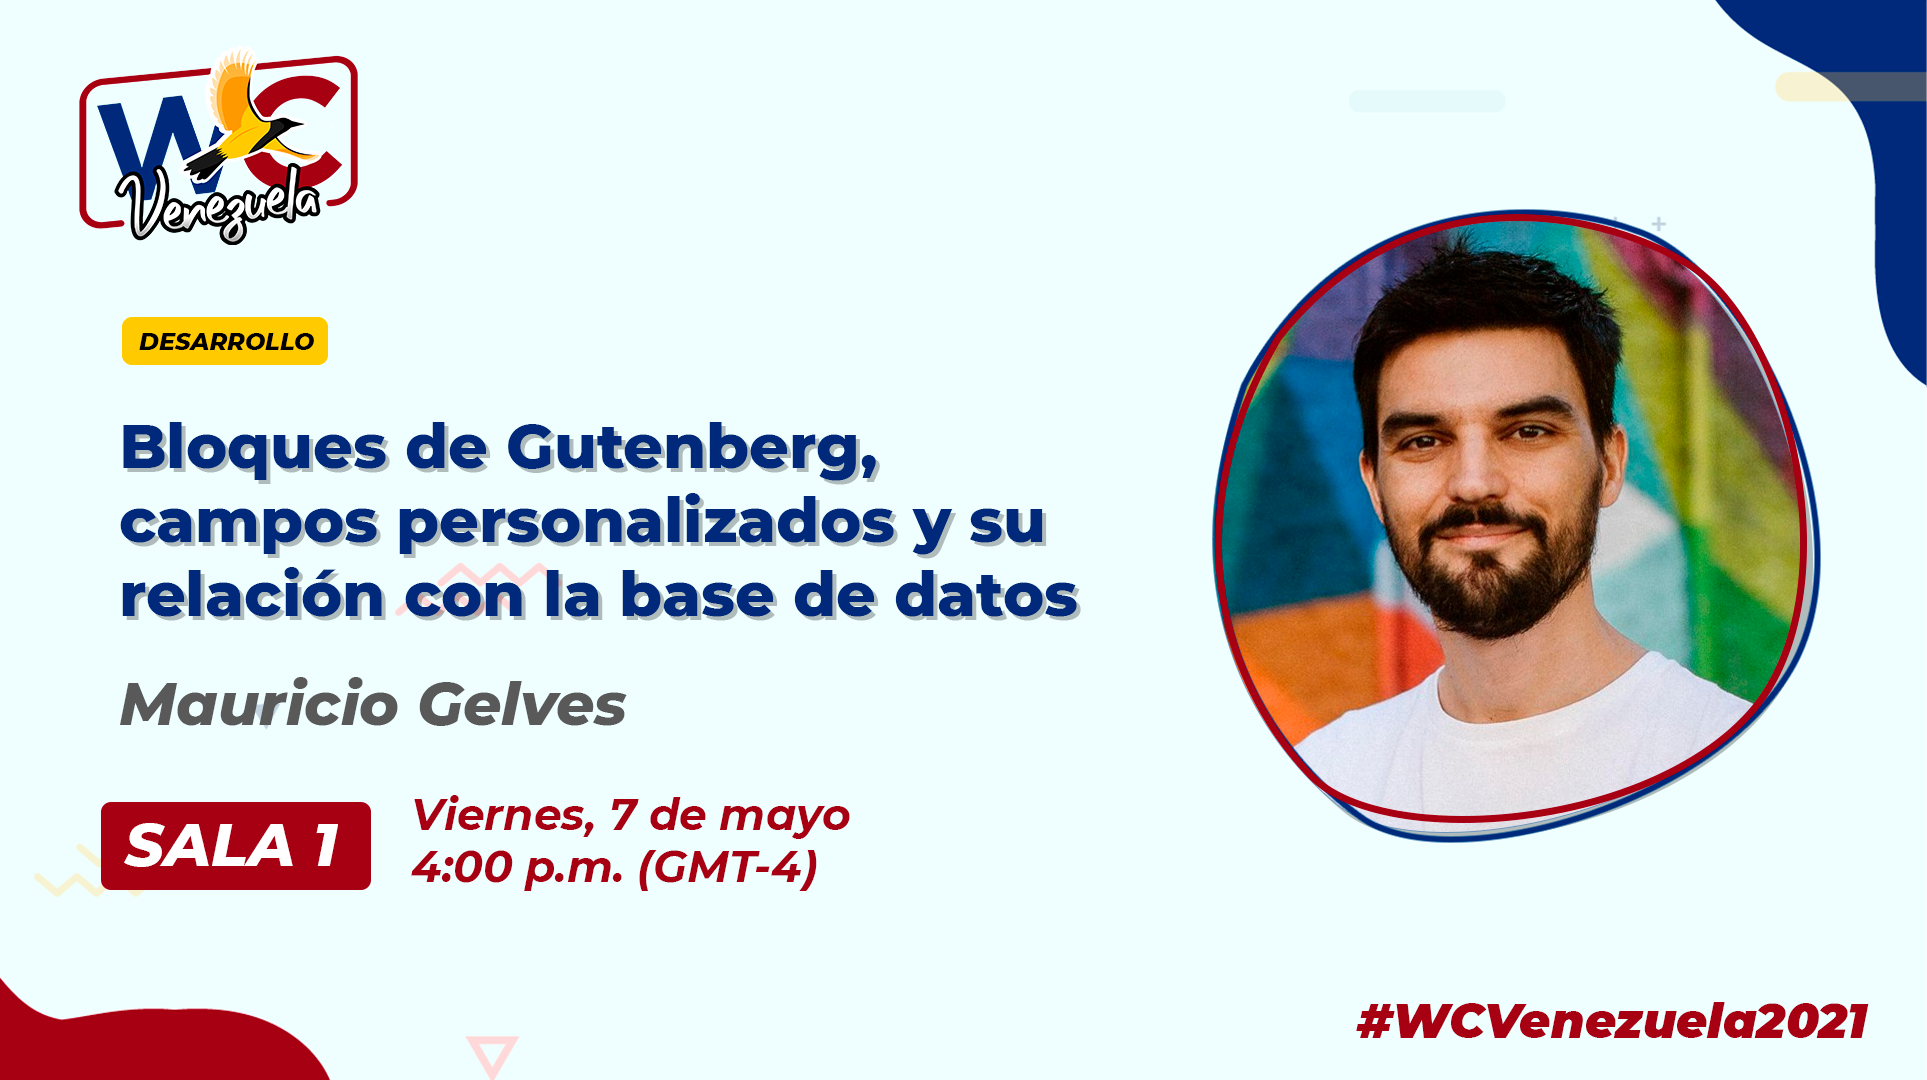 WC
Venezuela
DESARROLLO
Bloques de Gutenberg,
campos personalizados y su
relación con la base de datos
Mauricio Gelves
SALA 1
Viernes, 7 de mayo
4:00 p.m. (GMT-4)
#WCVenezuela2021